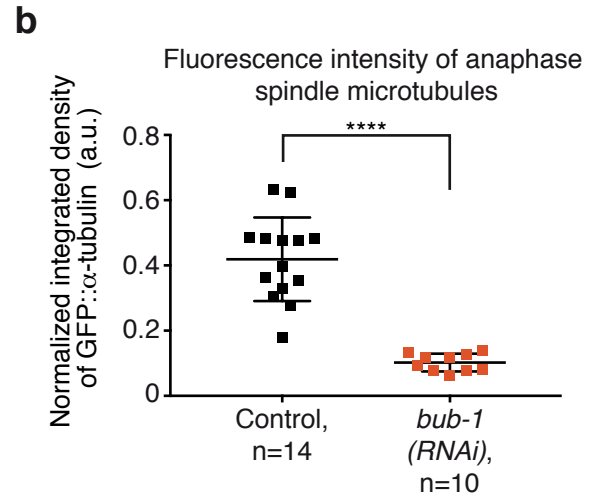 b
Fluorescence intensity of anaphase
spindle microtubules
Normalized integrated density
of GFP::α-tubulin (a.u.)
****
0.8
0.6
0.4
0.2
0
Control,
n=14
bub-1
(RNAi),
n=10